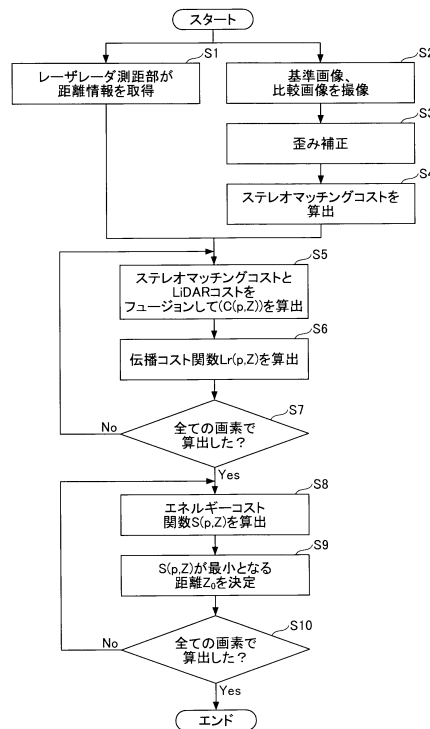 スタート
S1
レーザレーダ測距部が
距離情報を取得
S2
基準画像、
比較画像を撮像
S3
歪み補正
S4
ステレオマッチングコストを
算出
S5
ステレオマッチングコストと
LiDARコストを
フュージョンして(C(p,Z))を算出
S6
伝播コスト関数Lr(p,Z)を算出
S7
全ての画素で
算出した？
No
Yes
S8
エネルギーコスト
関数S(p,Z)を算出
S9
S(p,Z)が最小となる
距離Z₀を決定
S10
全ての画素で
算出した？
No
Yes
エンド